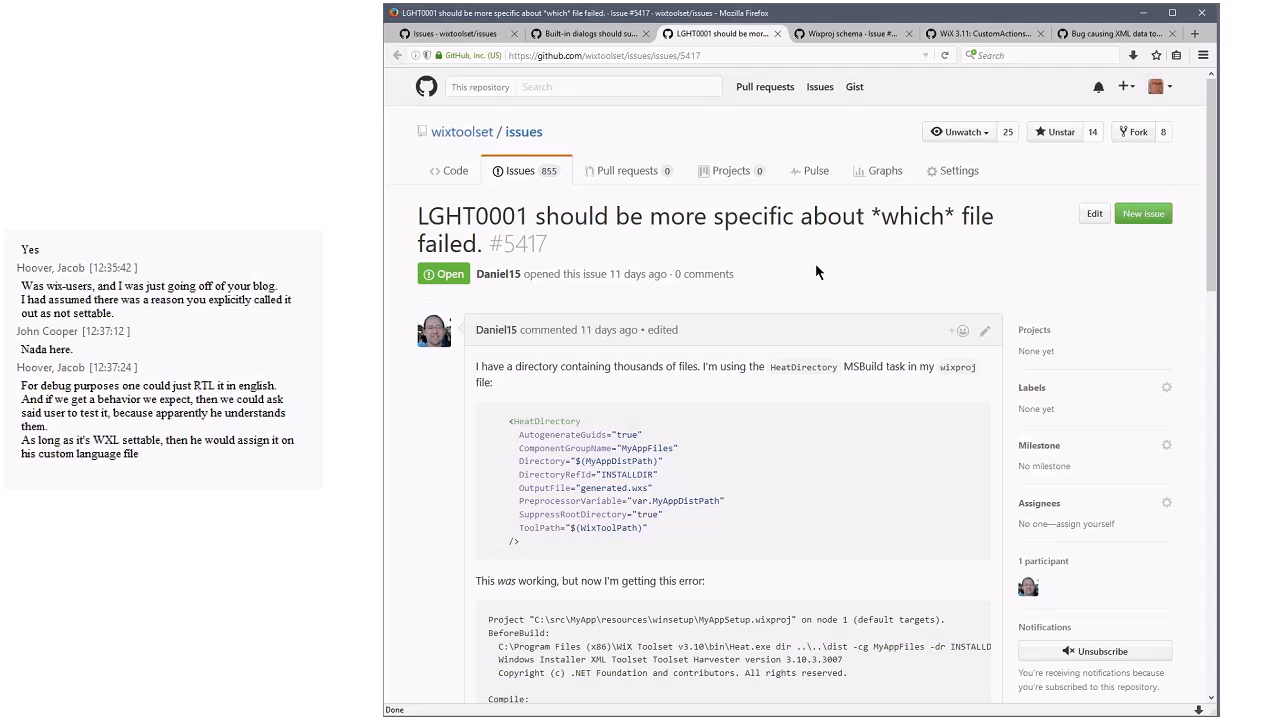 Yes
Hoover, Jacob [12:35:42 ]
Was wix-users, and I was just going off of your blog.
I had assumed there was a reason you explicitly called it
out as not settable.
John Cooper [12:37:12 ]
Nada here.
Hoover, Jacob [12:37:24 ]
For debug purposes one could just RTL it in english.
And if we get a behavior we expect, then we could ask
said user to test it, because apparently he understands
them.
As long as it's WXL settable, then he would assign it on
his custom language file
LGHT0001 should be more specific about *which* file failed. · Issue #5417 · wixtoolset/issues - Mozilla Firefox
Issues · wixtoolset/issues
Built-in dialogs should su...
LGHT0001 should be mor...
Wixproj schema · Issue #...
WiX 3.11: CustomActions...
Bug causing XML data to...
GitHub, Inc. (US)
https://github.com/wixtoolset/issues/issues/5417
Search
This repository
Search
Pull requests
Issues
Gist
wixtoolset / issues
Unwatch 25
Unstar 14
Fork 8
Code
Issues 855
Pull requests 0
Projects 0
Pulse
Graphs
Settings
LGHT0001 should be more specific about *which* file
failed. #5417
Edit
New issue
Open
Daniel15 opened this issue 11 days ago · 0 comments
Daniel15 commented 11 days ago • edited
I have a directory containing thousands of files. I'm using the HeatDirectory MSBuild task in my wixproj
file:
<HeatDirectory
AutogenerateGuids="true"
ComponentGroupName="MyAppFiles"
Directory="$(MyAppDistPath)"
DirectoryRefId="INSTALLDIR"
OutputFile="generated.wxs"
PreprocessorVariable="var.MyAppDistPath"
SuppressRootDirectory="true"
ToolPath="$(WixToolPath)"
/>
This was working, but now I'm getting this error:
Project "C:\src\MyApp\resources\winsetup\MyAppSetup.wixproj" on node 1 (default targets).
BeforeBuild:
C:\Program Files (x86)\WiX Toolset v3.10\bin\Heat.exe dir ..\..\dist -cg MyAppFiles -dr INSTALLD
Windows Installer XML Toolset Toolset Harvester version 3.10.3.3007
Copyright (c) .NET Foundation and contributors. All rights reserved.
Compile:
Projects
None yet
Labels
None yet
Milestone
No milestone
Assignees
No one—assign yourself
1 participant
Notifications
Unsubscribe
You're receiving notifications because
you're subscribed to this repository.
Done